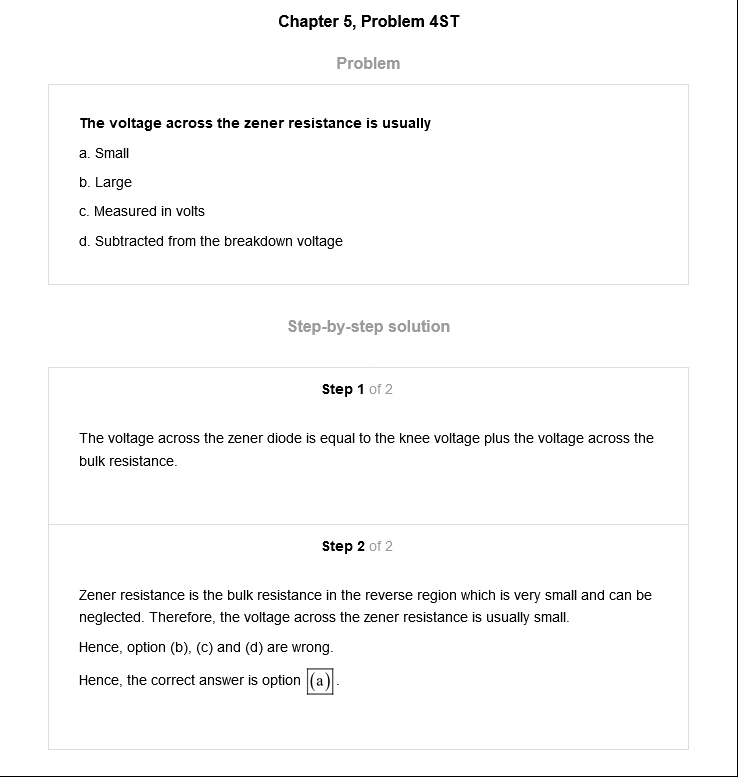 Chapter 5, Problem 4ST
Problem
The voltage across the zener resistance is usually
a. Small
b. Large
c. Measured in volts
d. Subtracted from the breakdown voltage
Step-by-step solution
Step 1 of 2
The voltage across the zener diode is equal to the knee voltage plus the voltage across the
bulk resistance.
Step 2 of 2
Zener resistance is the bulk resistance in the reverse region which is very small and can be
neglected. Therefore, the voltage across the zener resistance is usually small.
Hence, option (b), (c) and (d) are wrong.
Hence, the correct answer is option (a).